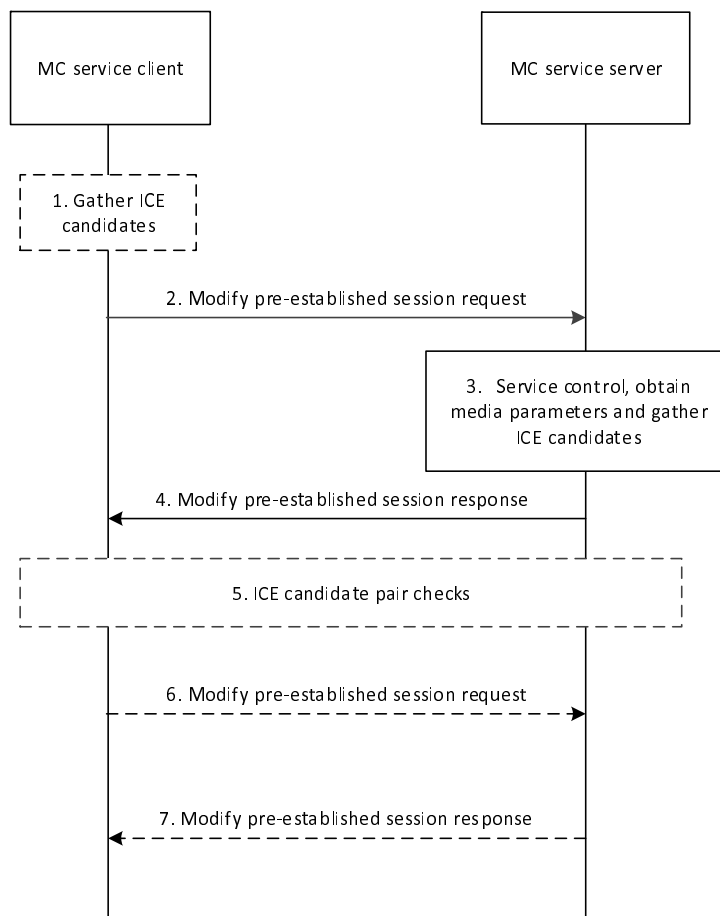 MC service client
MC service server
1. Gather ICE
candidates
2. Modify pre-established session request
3. Service control, obtain
media parameters and gather
ICE candidates
4. Modify pre-established session response
5. ICE candidate pair checks
6. Modify pre-established session request
7. Modify pre-established session response